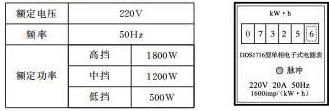 额定电压 220V
频率 50Hz
额定功率 高挡 1800W
中挡 1200W
低挡 500W
kW·h
0 7 3 2 5 6
DDS1716型单相电子式电能表
脉冲
220V 20A 50Hz
1600imp/(kW·h)